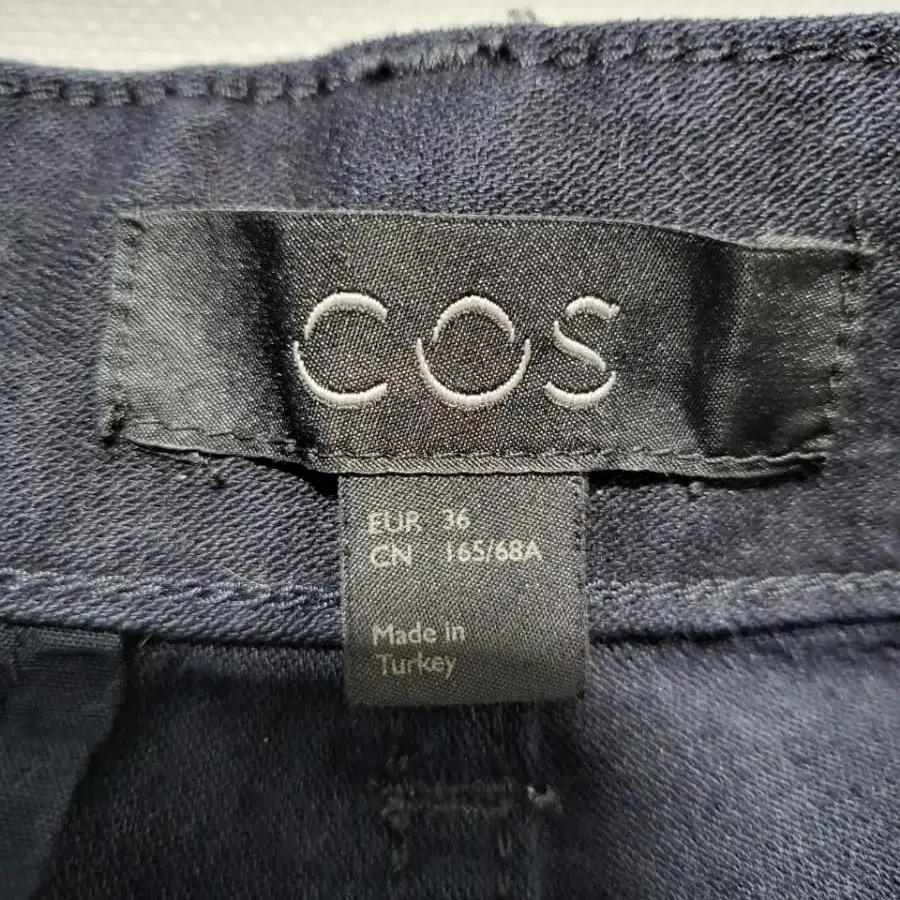 COS
EUR 36
CN 165/68A
Made in
Turkey